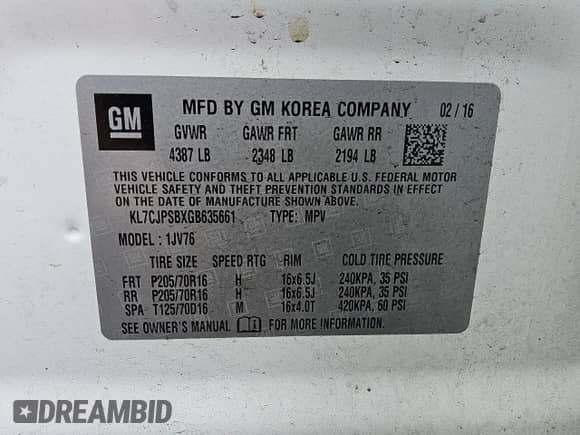 GM
MFD BY GM KOREA COMPANY 02 / 16
GVWR GAWR FRT GAWR RR
4387 LB 2348 LB 2194 LB
THIS VEHICLE CONFORMS TO ALL APPLICABLE U.S. FEDERAL MOTOR
VEHICLE SAFETY AND THEFT PREVENTION STANDARDS IN EFFECT
ON THE DATE OF MANUFACTURE SHOWN ABOVE.
KL7CJPSBXGB635661 TYPE: MPV
MODEL : 1JV76
TIRE SIZE SPEED RTG RIM COLD TIRE PRESSURE
FRT P205/70R16 H 16x6.5J 240KPA, 35 PSI
RR P205/70R16 H 16x6.5J 240KPA, 35 PSI
SPA T125/70D16 M 16x4.0T 420KPA, 60 PSI
SEE OWNER'S MANUAL FOR MORE INFORMATION.
DREAMBID